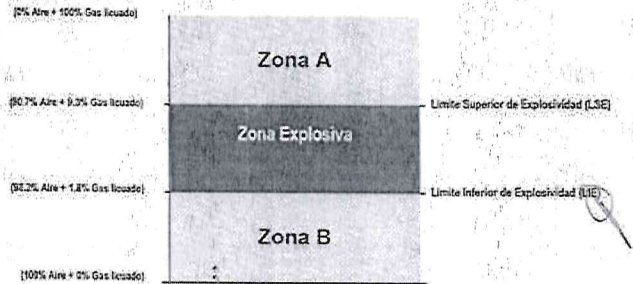 (0% Aire + 100% Gas licuado)
Zona A
(90.7% Aire + 9.3% Gas licuado)
Limite Superior de Explosividad (LSE)
Zona Explosiva
(98.2% Aire + 1.8% Gas licuado)
Limite Inferior de Explosividad (LIE)
Zona B
(100% Aire + 0% Gas licuado)